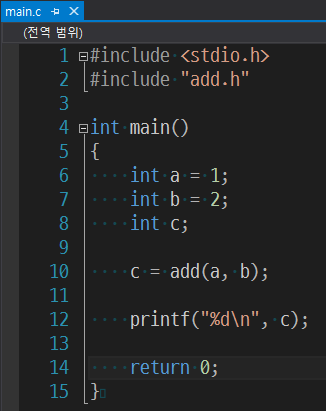 main.c
(전역 범위)
1 #include <stdio.h>
2 #include "add.h"
3
4 int main()
5 {
6 int a = 1;
7 int b = 2;
8 int c;
9
10 c = add(a, b);
11
12 printf("%d\n", c);
13
14 return 0;
15 }